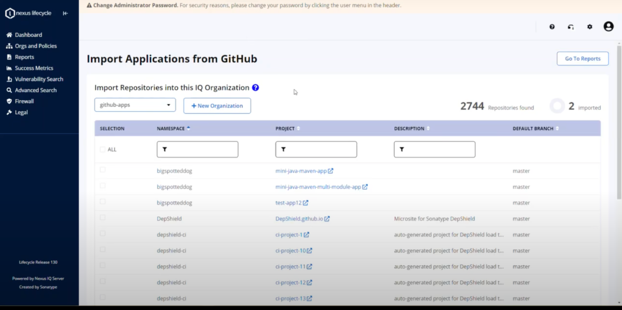 Change Administrator Password. For security reasons, please change your password by clicking the user menu in the header.
nexus lifecycle
Dashboard
Orgs and Policies
Reports
Success Metrics
Vulnerability Search
Advanced Search
Firewall
Legal
Lifecycle Release 130
Powered by Nexus IQ Server
Created by Sonatype
Import Applications from GitHub
Go To Reports
Import Repositories into this IQ Organization ?
github-apps
+ New Organization
2744 Repositories found
2 imported
SELECTION NAMESPACE PROJECT DESCRIPTION DEFAULT BRANCH
ALL
bigspotteddog mini-java-maven-app master
bigspotteddog mini-java-maven-multi-module-app master
bigspotteddog test-app12 master
DepShield DepShield.github.io Microsite for Sonatype DepShield master
depshield-ci ci-project-1 auto-generated project for DepShield load t... master
depshield-ci ci-project-10 auto-generated project for DepShield load t... master
depshield-ci ci-project-11 auto-generated project for DepShield load t... master
depshield-ci ci-project-12 auto-generated project for DepShield load t... master
depshield-ci ci-project-13 auto-generated project for DepShield load t... master